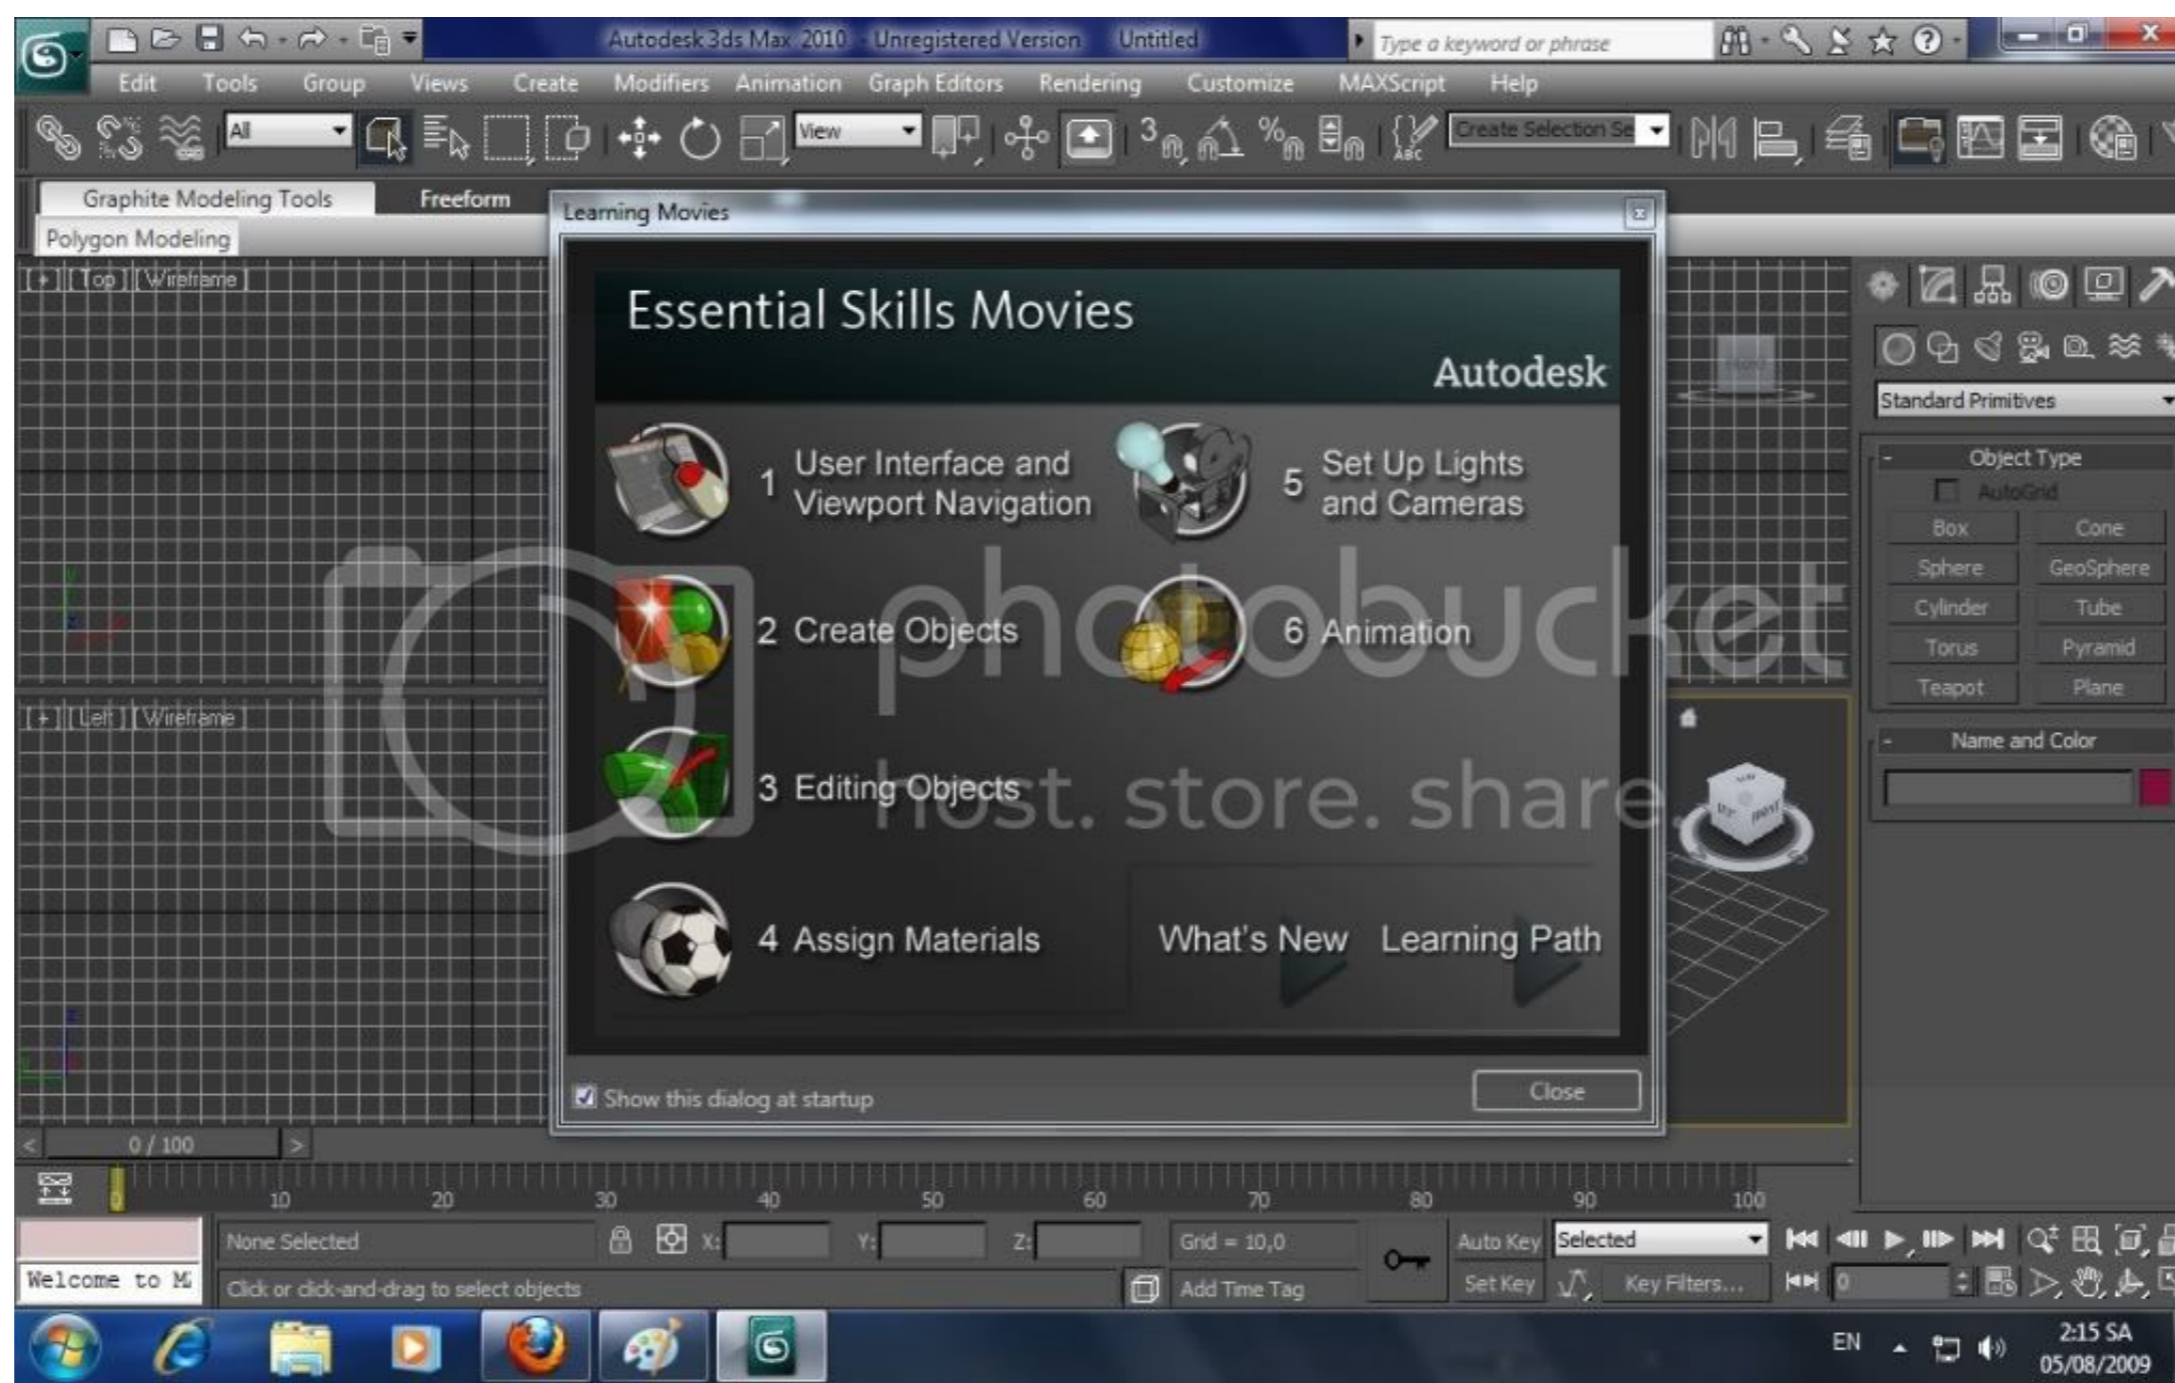 Autodesk 3ds Max 2010 - Unregistered Version Untitled
Type a keyword or phrase
Edit Tools Group Views Create Modifiers Animation Graph Editors Rendering Customize MAXScript Help
All
View
3
%
ABC
Create Selection Se
Graphite Modeling Tools Freeform
Polygon Modeling
Learning Movies
[ + ] [ Top ] [ Wireframe ]
Essential Skills Movies
Autodesk
1 User Interface and
Viewport Navigation
5 Set Up Lights
and Cameras
2 Create Objects
6 Animation
3 Editing Objects
4 Assign Materials
What's New Learning Path
Show this dialog at startup
Close
photobucket
host. store. share.
[ + ] [ Left ] [ Wireframe ]
Standard Primitives
- Object Type
AutoGrid
Box Cone
Sphere GeoSphere
Cylinder Tube
Torus Pyramid
Teapot Plane
- Name and Color
< 0 / 100 >
0 10 20 30 40 50 60 70 80 90 100
None Selected
X: Y: Z:
Grid = 10,0
Auto Key Selected
Welcome to M
Click or click-and-drag to select objects
Add Time Tag
Set Key Key Filters...
0
EN
2:15 SA
05/08/2009